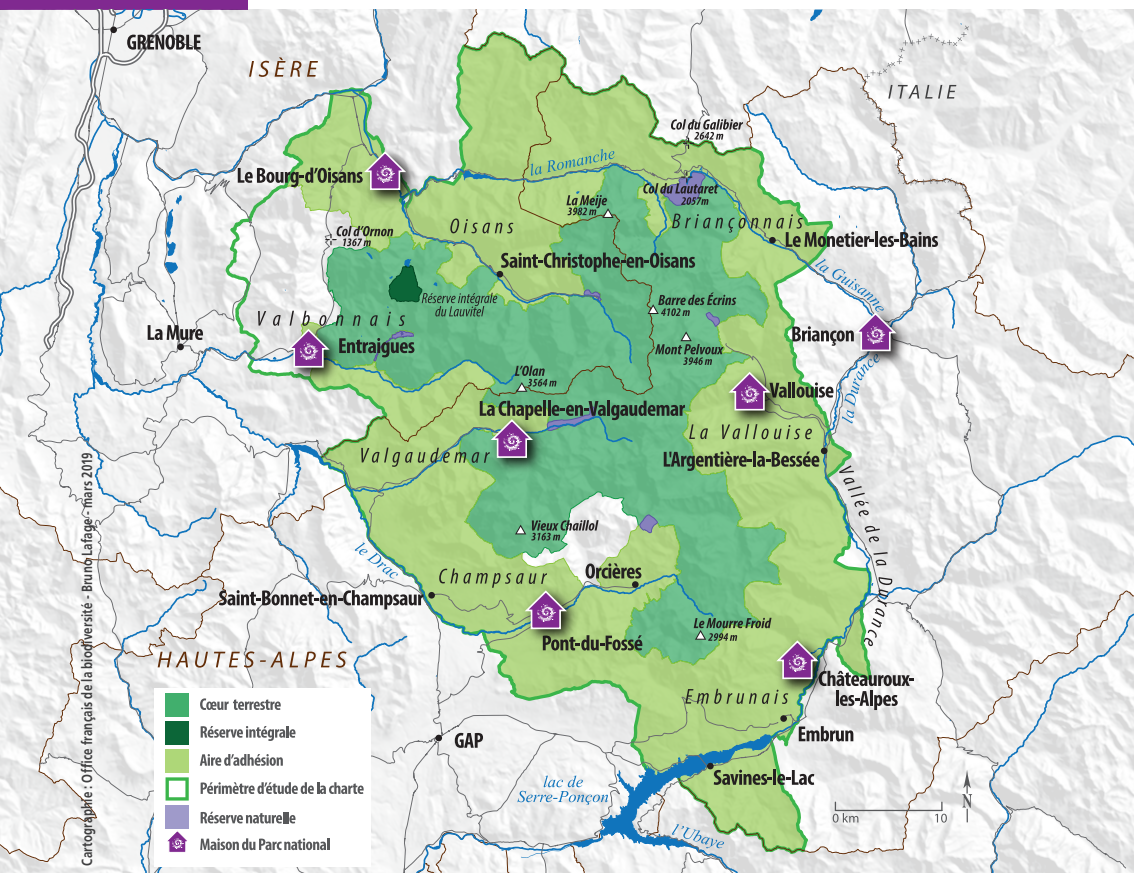 GRENOBLE
ISÈRE
ITALIE
Col du Galibier
2642 m
la Romanche
Le Bourg-d'Oisans
Col du Lautaret
2057m
La Meije
3982 m
Oisans
Briançonnais
Col d'Ornon
1367 m
Le Monetier-les-Bains
Saint-Christophe-en-Oisans
la Guisanne
Réserve intégrale
du Lauvitel
Barre des Écrins
4102 m
Valbonnais
La Mure
Entraigues
Briançon
Mont Pelvoux
3946 m
L'Olan
3564 m
la Durance
Vallouise
La Chapelle-en-Valgaudemar
La Vallouise
Valgaudemar
L'Argentière-la-Bessée
Vallée de la Durance
Vieux Chaillol
3163 m
le Drac
Champsaur
Orcières
Saint-Bonnet-en-Champsaur
Le Mourre Froid
2994 m
Pont-du-Fossé
HAUTES-ALPES
Châteauroux-
les-Alpes
Embrunais
Embrun
GAP
Savines-le-Lac
lac de
Serre-Ponçon
l'Ubaye
Cœur terrestre
Réserve intégrale
Aire d'adhésion
Périmètre d'étude de la charte
Réserve naturelle
Maison du Parc national
N
0 km 10
Cartographie : Office français de la biodiversité - Bruno Lafage - mars 2019